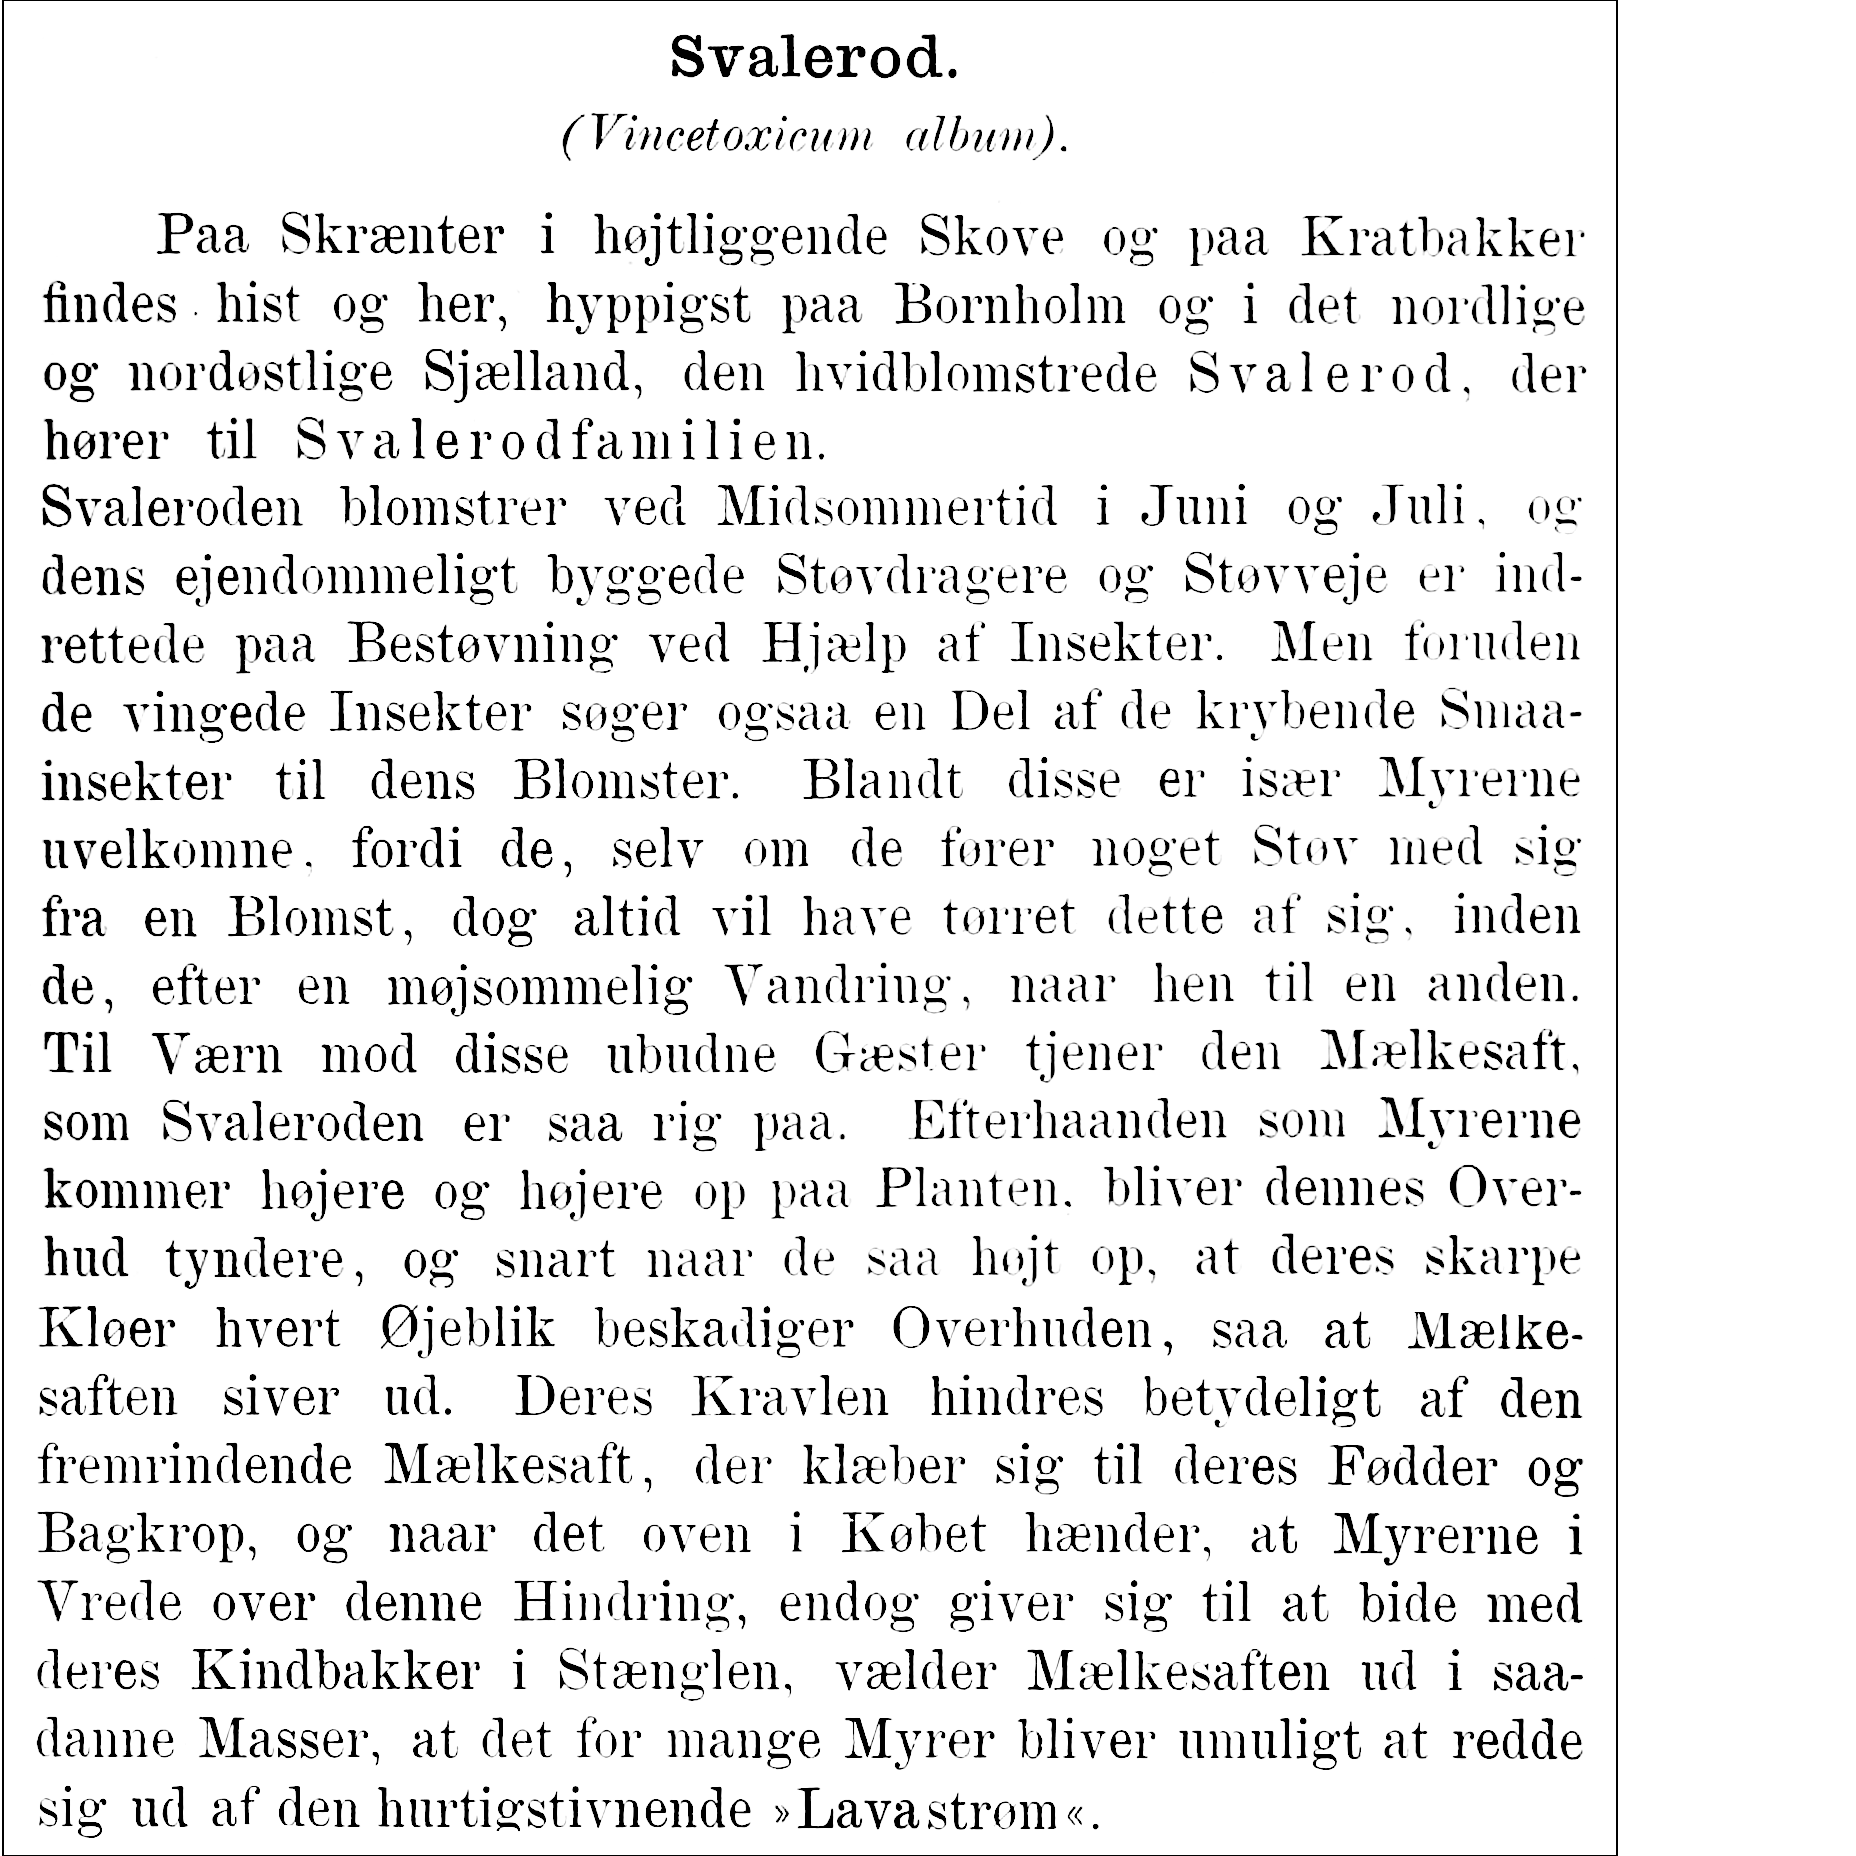 Svalerod.
(Vincetoxicum album).
Paa Skrænter i højtliggende Skove og paa Kratbakker
findes hist og her, hyppigst paa Bornholm og i det nordlige
og nordøstlige Sjælland, den hvidblomstrede Svalerod, der
hører til Svalerodfamilien.
Svaleroden blomstrer ved Midsommertid i Juni og Juli, og
dens ejendommeligt byggede Støvdragere og Støvveje er ind-
rettede paa Bestøvning ved Hjælp af Insekter. Men foruden
de vingede Insekter søger ogsaa en Del af de krybende Smaa-
insekter til dens Blomster. Blandt disse er især Myrerne
uvelkomne, fordi de, selv om de fører noget Støv med sig
fra en Blomst, dog altid vil have tørret dette af sig, inden
de, efter en møjsommelig Vandring, naar hen til en anden.
Til Værn mod disse ubudne Gæster tjener den Mælkesaft,
som Svaleroden er saa rig paa. Efterhaanden som Myrerne
kommer højere og højere op paa Planten, bliver dennes Over-
hud tyndere, og snart naar de saa højt op, at deres skarpe
Kløer hvert Øjeblik beskadiger Overhuden, saa at Mælke-
saften siver ud. Deres Kravlen hindres betydeligt af den
fremrindende Mælkesaft, der klæber sig til deres Fødder og
Bagkrop, og naar det oven i Købet hænder, at Myrerne i
Vrede over denne Hindring, endog giver sig til at bide med
deres Kindbakker i Stænglen, vælder Mælkesaften ud i saa-
danne Masser, at det for mange Myrer bliver umuligt at redde
sig ud af den hurtigstivnende »Lavastrøm«.